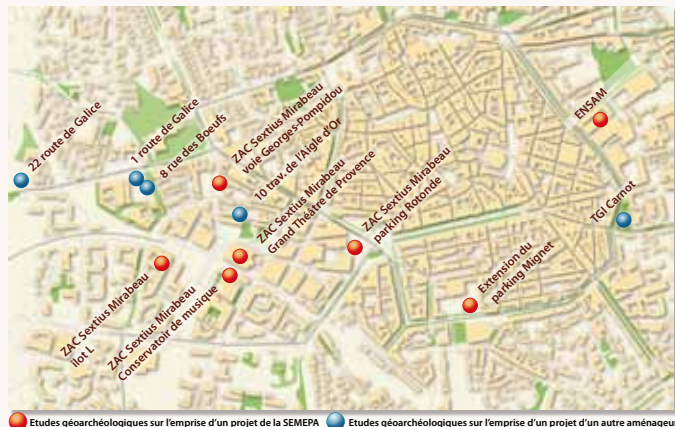 22 route de Galice
1 route de Galice
8 rue des Boeufs
ZAC Sextius Mirabeau
voie Georges-Pompidou
10 trav. de l'Aigle d'Or
ZAC Sextius Mirabeau
Grand Théâtre de Provence
ZAC Sextius Mirabeau
parking Rotonde
ENSAM
TGI Carnot
ZAC Sextius Mirabeau
îlot L
ZAC Sextius Mirabeau
Conservatoir de musique
Extension du
parking Mignet
Etudes géoarchéologiques sur l'emprise d'un projet de la SEMEPA
Etudes géoarchéologiques sur l'emprise d'un projet d'un autre aménageur